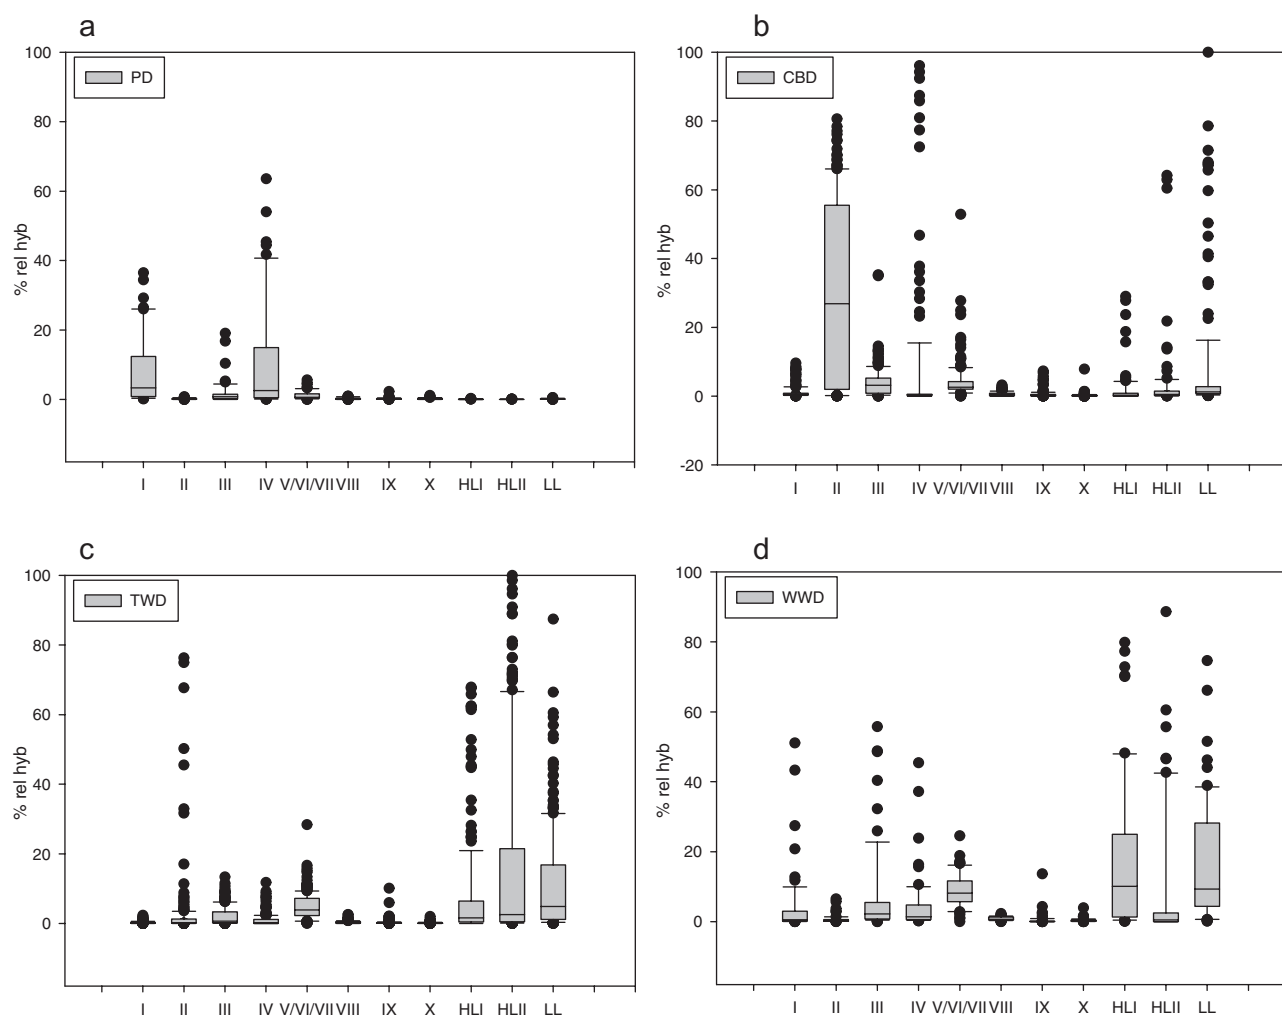 a
b
PD
CBD
100
80
60
40
20
0
% rel hyb
I II III IV V/VI/VII VIII IX X HLI HLII LL
100
80
60
40
20
0
-20
% rel hyb
I II III IV V/VI/VII VIII IX X HLI HLII LL
c
d
TWD
WWD
100
80
60
40
20
0
% rel hyb
I II III IV V/VI/VII VIII IX X HLI HLII LL
100
80
60
40
20
0
% rel hyb
I II III IV V/VI/VII VIII IX X HLI HLII LL